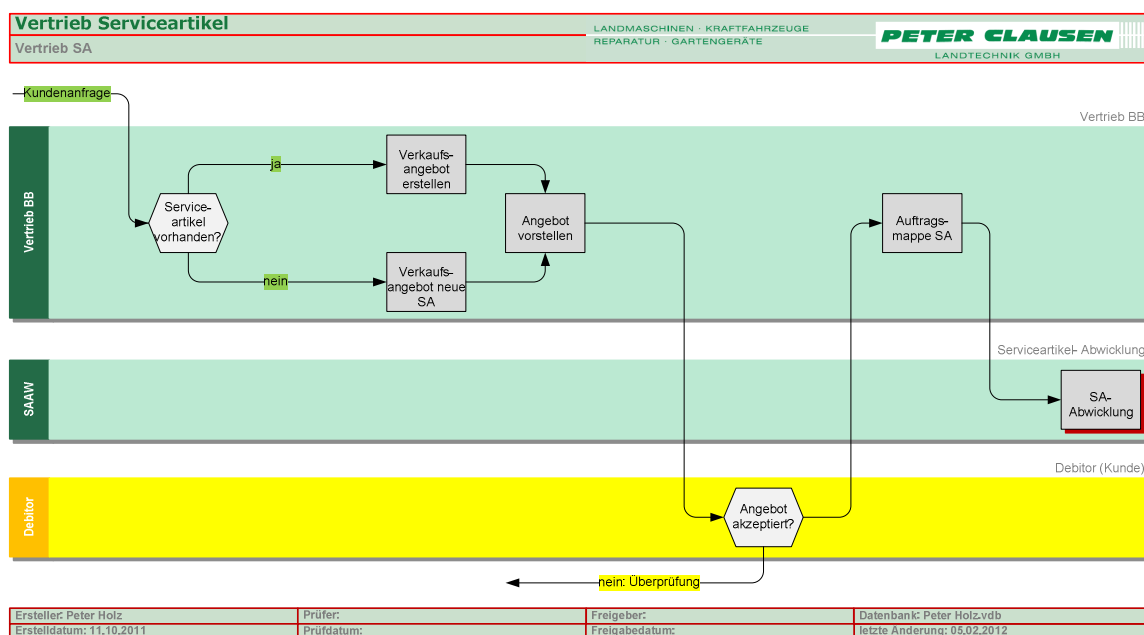 Vertrieb Serviceartikel
Vertrieb SA
LANDMASCHINEN · KRAFTFAHRZEUGE
REPARATUR · GARTENGERÄTE
PETER CLAUSEN
LANDTECHNIK GMBH
Kundenanfrage
Vertrieb BB
Vertrieb BB
ja
Verkaufs-
angebot
erstellen
Service-
artikel
vorhanden?
Angebot
vorstellen
Auftrags-
mappe SA
nein
Verkaufs-
angebot neue
SA
Serviceartikel- Abwicklung
SAAW
SA-
Abwicklung
Debitor (Kunde)
Debitor
Angebot
akzeptiert?
nein: Überprüfung
Ersteller: Peter Holz
Prüfer:
Freigeber:
Datenbank: Peter Holz.vdb
Erstelldatum: 11.10.2011
Prüfdatum:
Freigabedatum:
letzte Änderung: 05.02.2012